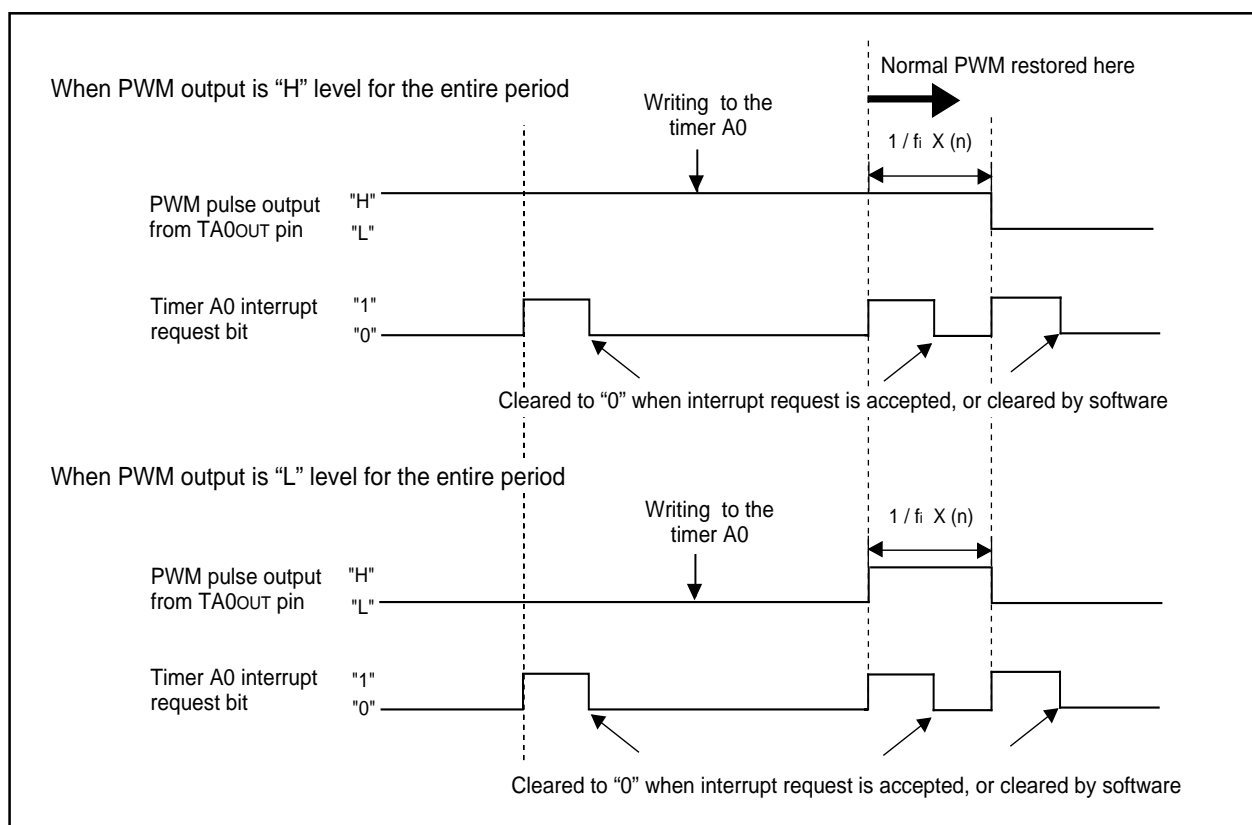 Normal PWM restored here
When PWM output is “H” level for the entire period
Writing to the
timer A0
1 / fi X (n)
PWM pulse output
from TA0OUT pin
"H"
"L"
Timer A0 interrupt
request bit
"1"
"0"
Cleared to “0” when interrupt request is accepted, or cleared by software
When PWM output is “L” level for the entire period
Writing to the
timer A0
1 / fi X (n)
PWM pulse output
from TA0OUT pin
"H"
"L"
Timer A0 interrupt
request bit
"1"
"0"
Cleared to “0” when interrupt request is accepted, or cleared by software